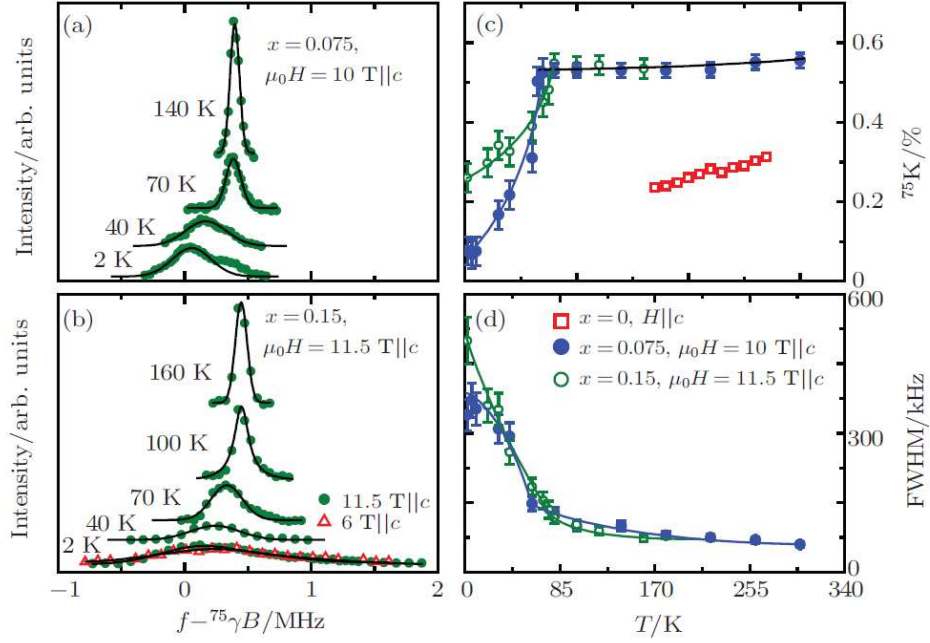 (a)
x=0.075,
μ₀H=10 T||c
140 K
70 K
40 K
2 K
Intensity/arb. units
(b)
x=0.15,
μ₀H=11.5 T||c
160 K
100 K
70 K
40 K
2 K
11.5 T||c
6 T||c
Intensity/arb. units
−1 0 1 2
f−⁷⁵γB/MHz
(c)
0.6
0.4
0.2
0
⁷⁵K/%
(d)
x=0, H||c
x=0.075, μ₀H=10 T||c
x=0.15, μ₀H=11.5 T||c
600
300
0
FWHM/kHz
0 85 170 255 340
T/K